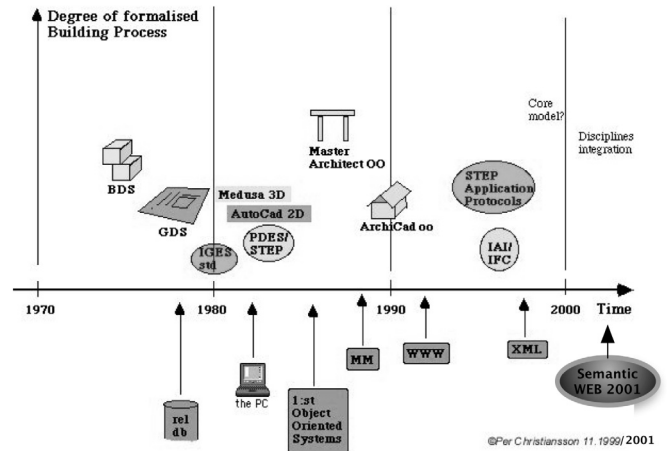 Degree of formalised
Building Process
Core
model?
Disciplines
integration
Master
Architect OO
BDS
STEP
Application
Protocols
Medusa 3D
AutoCad 2D
ArchiCad oo
GDS
PDES/
STEP
IGES
std
IAI/
IFC
1970
1980
1990
2000
Time
MM
WWW
XML
Semantic
WEB 2001
the PC
rel
db
1:st
Object
Oriented
Systems
©Per Christiansson 11.1999/2001